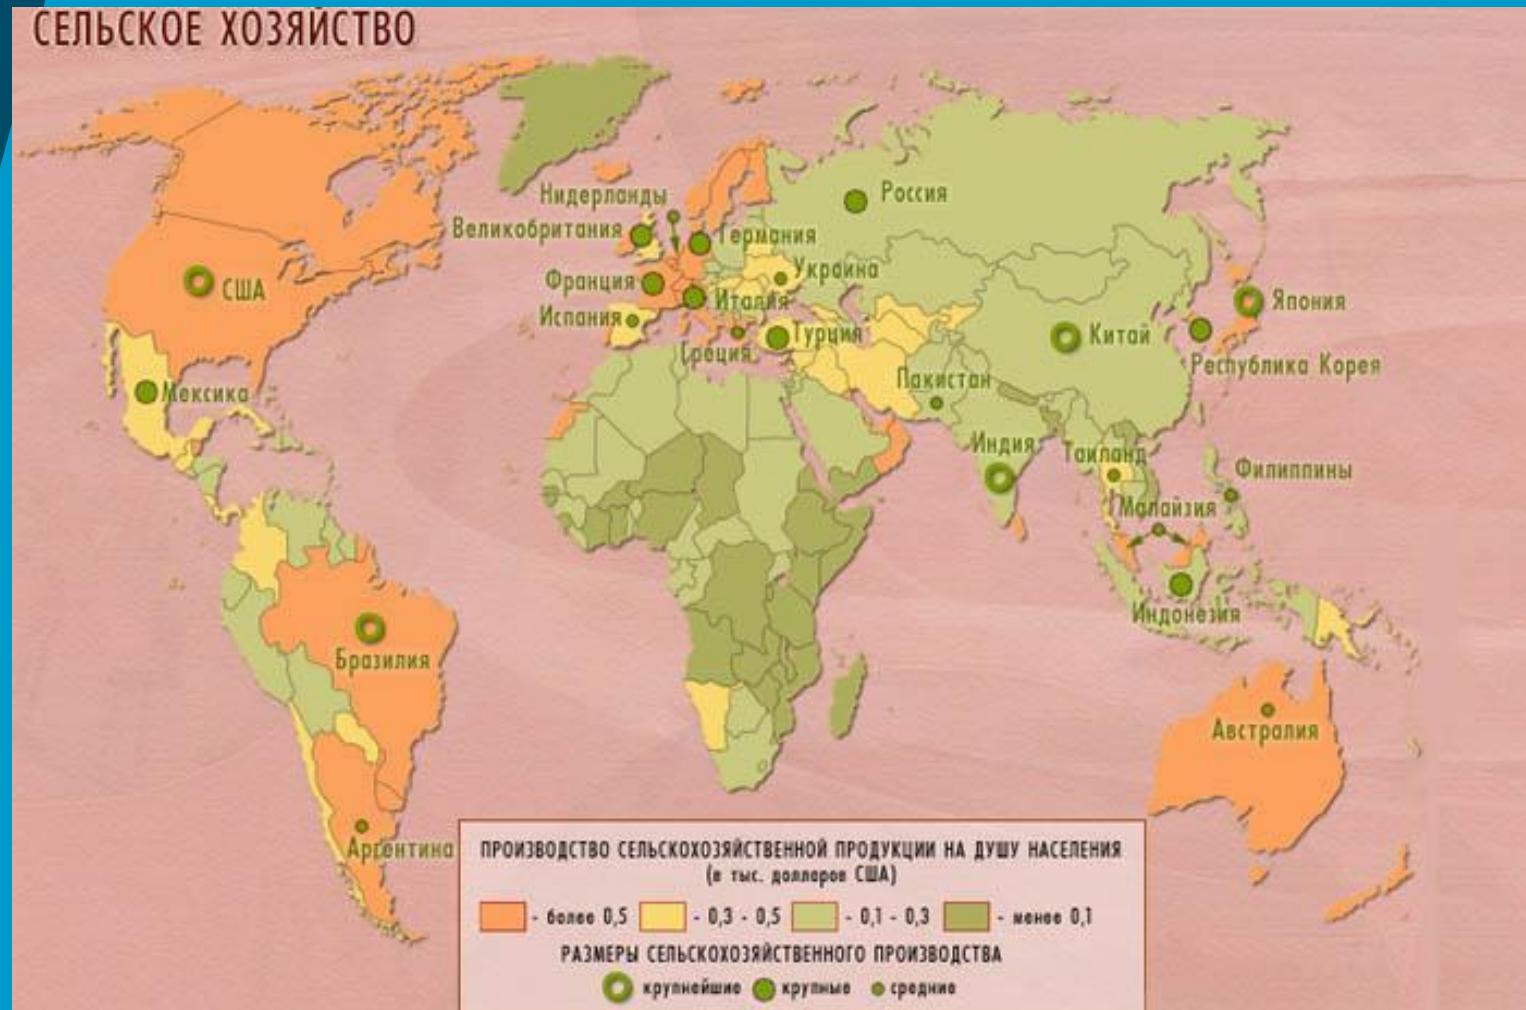 СЕЛЬСКОЕ ХОЗЯЙСТВО
Нидерланды
Россия
Великобритания
Германия
Украина
Франция
Италия
США
Япония
Испания
Турция
Китай
Греция
Республика Корея
Пакистан
Мексика
Индия
Таиланд
Филиппины
Малайзия
Индонезия
Бразилия
Австралия
Аргентина
ПРОИЗВОДСТВО СЕЛЬСКОХОЗЯЙСТВЕННОЙ ПРОДУКЦИИ НА ДУШУ НАСЕЛЕНИЯ
(в тыс. долларов США)
- более 0,5 - 0,3 - 0,5 - 0,1 - 0,3 - менее 0,1
РАЗМЕРЫ СЕЛЬСКОХОЗЯЙСТВЕННОГО ПРОИЗВОДСТВА
крупнейшие крупные средние